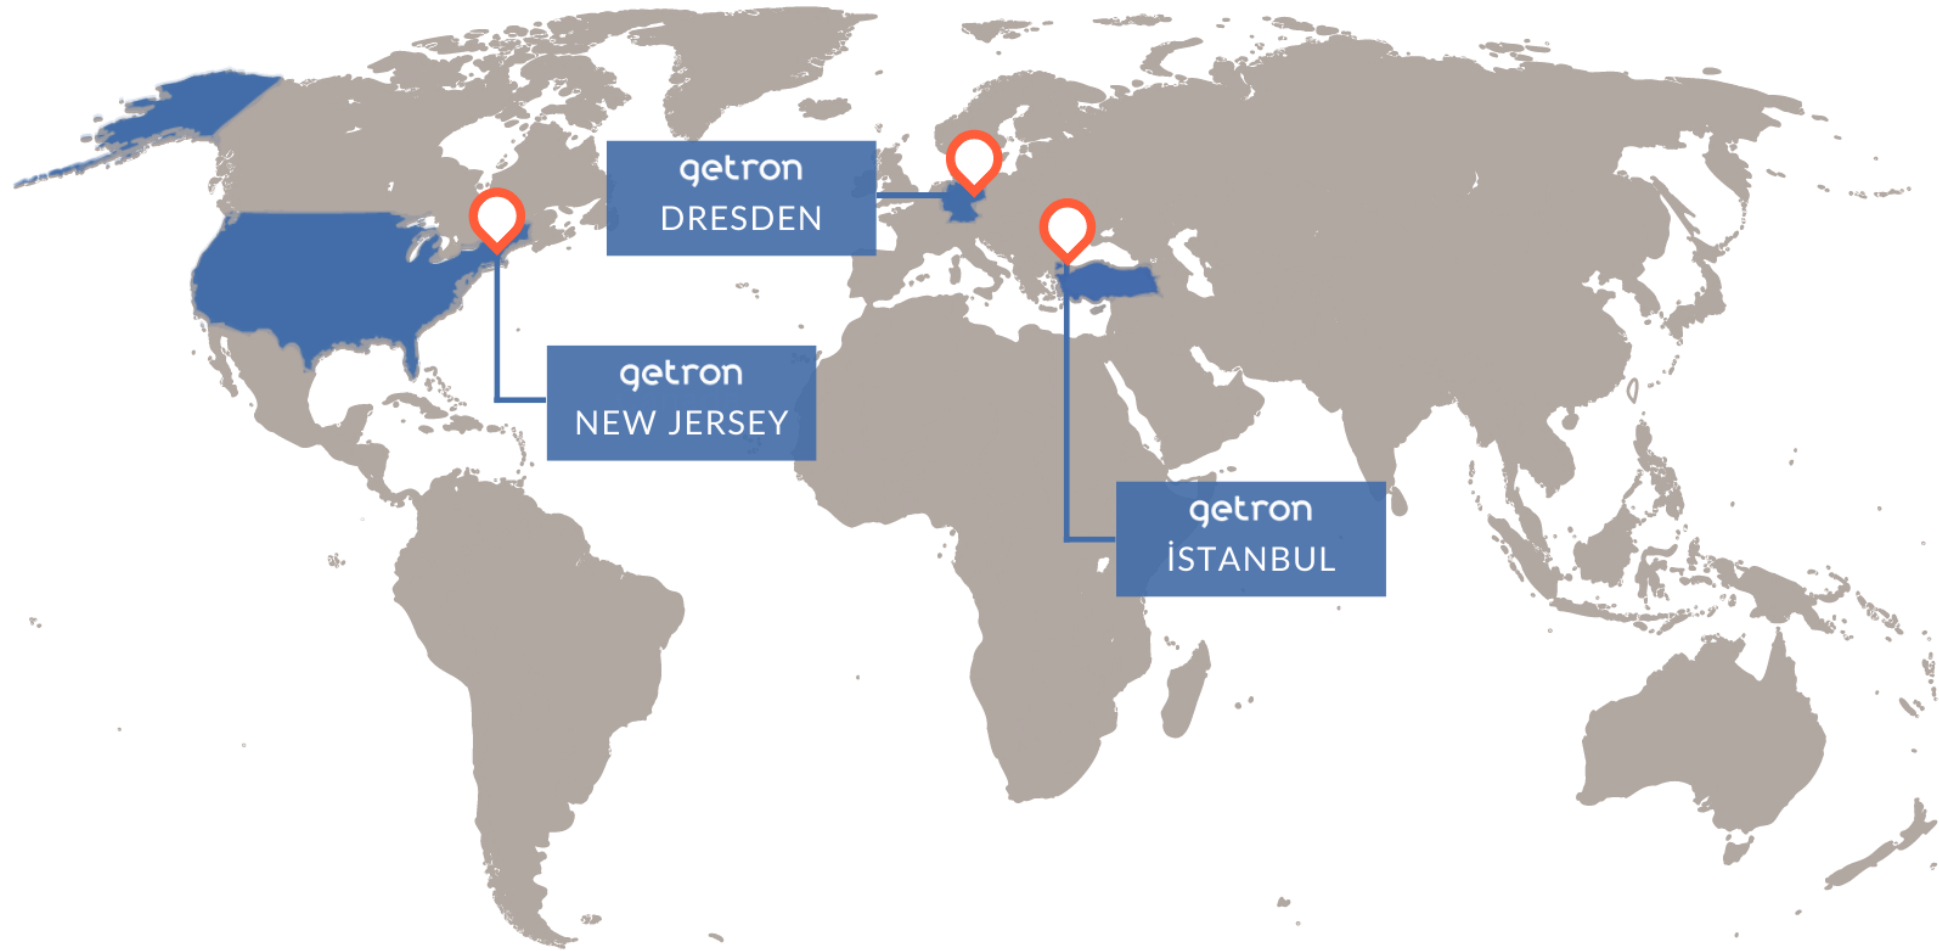 getron
DRESDEN
getron
NEW JERSEY
getron
İSTANBUL